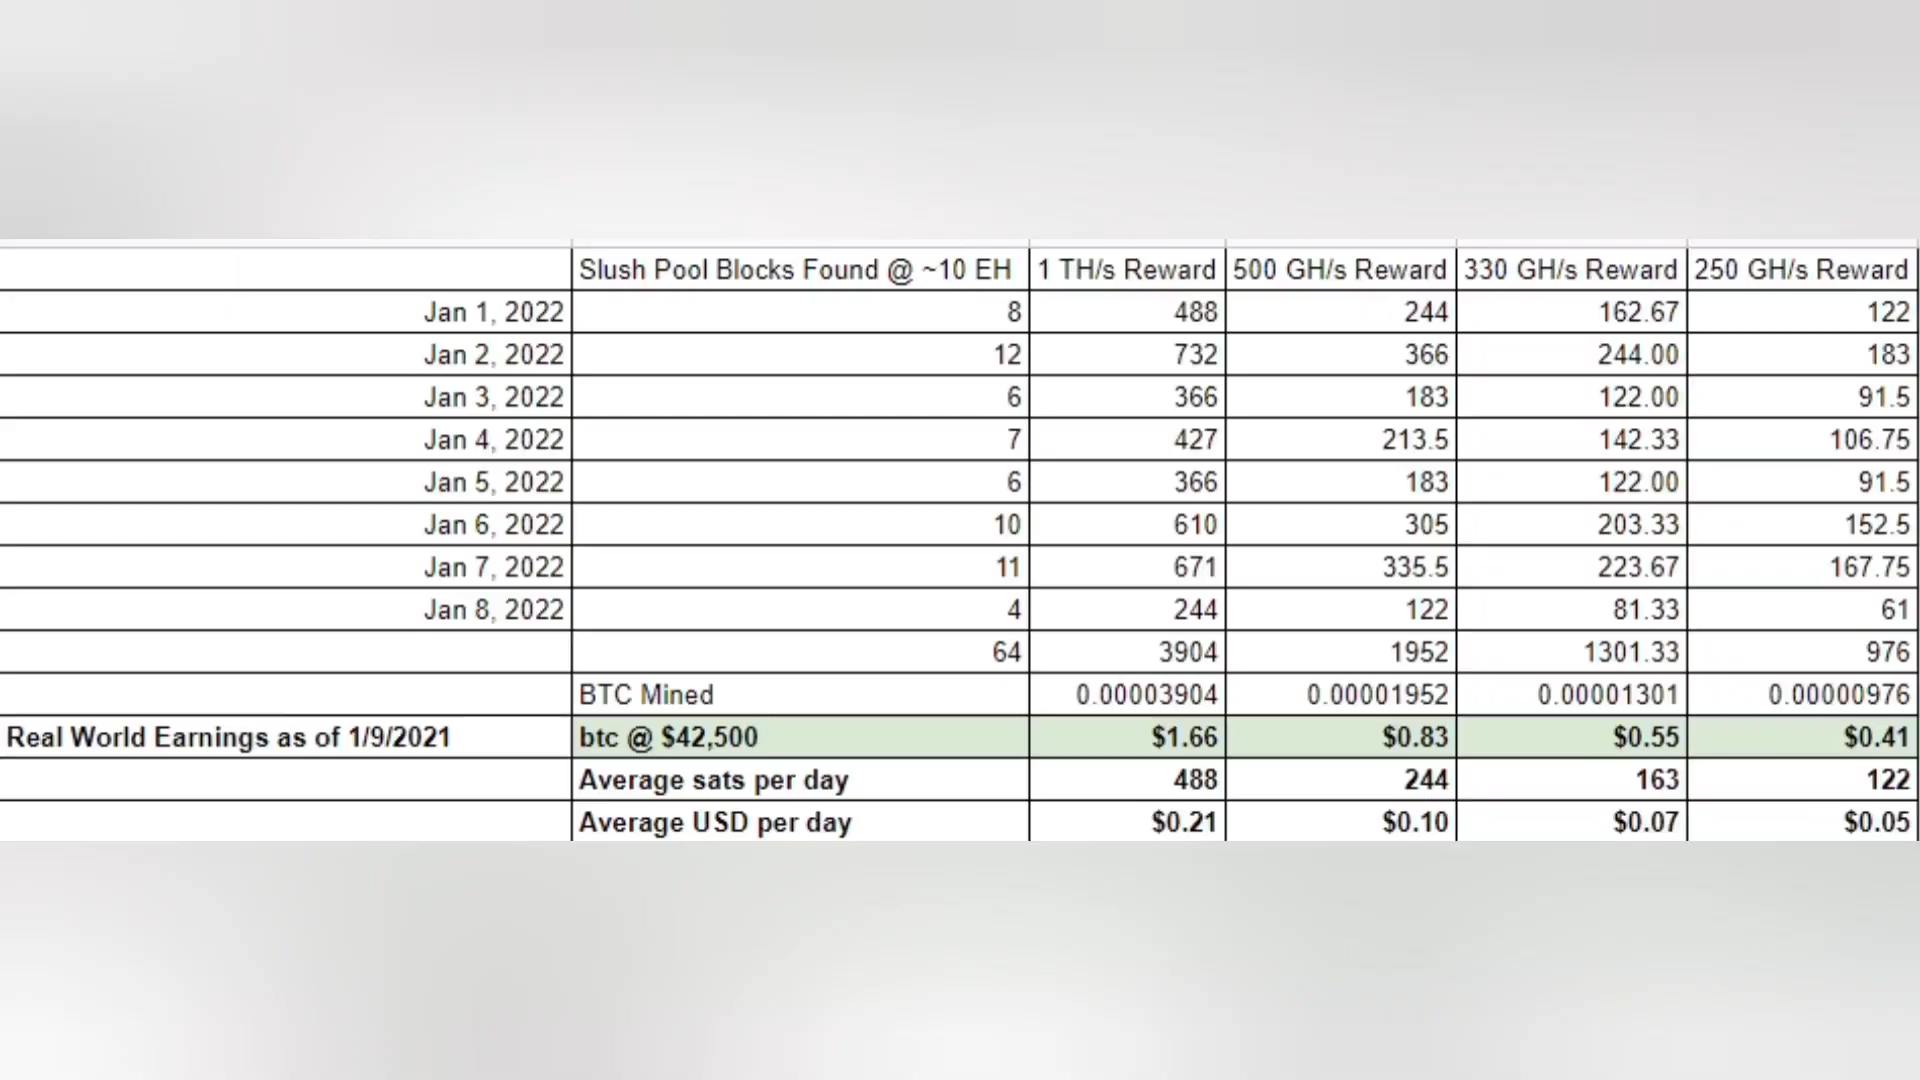 Slush Pool Blocks Found @ ~10 EH 1 TH/s Reward 500 GH/s Reward 330 GH/s Reward 250 GH/s Reward
Jan 1, 2022 8 488 244 162.67 122
Jan 2, 2022 12 732 366 244.00 183
Jan 3, 2022 6 366 183 122.00 91.5
Jan 4, 2022 7 427 213.5 142.33 106.75
Jan 5, 2022 6 366 183 122.00 91.5
Jan 6, 2022 10 610 305 203.33 152.5
Jan 7, 2022 11 671 335.5 223.67 167.75
Jan 8, 2022 4 244 122 81.33 61
64 3904 1952 1301.33 976
BTC Mined 0.00003904 0.00001952 0.00001301 0.00000976
Real World Earnings as of 1/9/2021 btc @ $42,500 $1.66 $0.83 $0.55 $0.41
Average sats per day 488 244 163 122
Average USD per day $0.21 $0.10 $0.07 $0.05